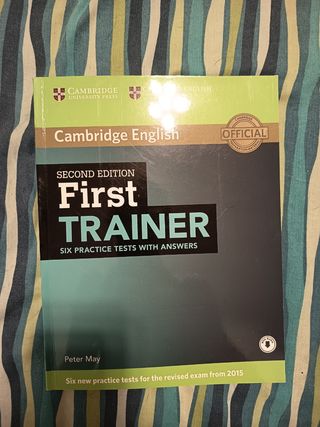 CAMBRIDGE
UNIVERSITY PRESS
ENGLISH
Cambridge English
OFFICIAL
SECOND EDITION
First
TRAINER
SIX PRACTICE TESTS WITH ANSWERS
Peter May
Six new practice tests for the revised exam from 2015